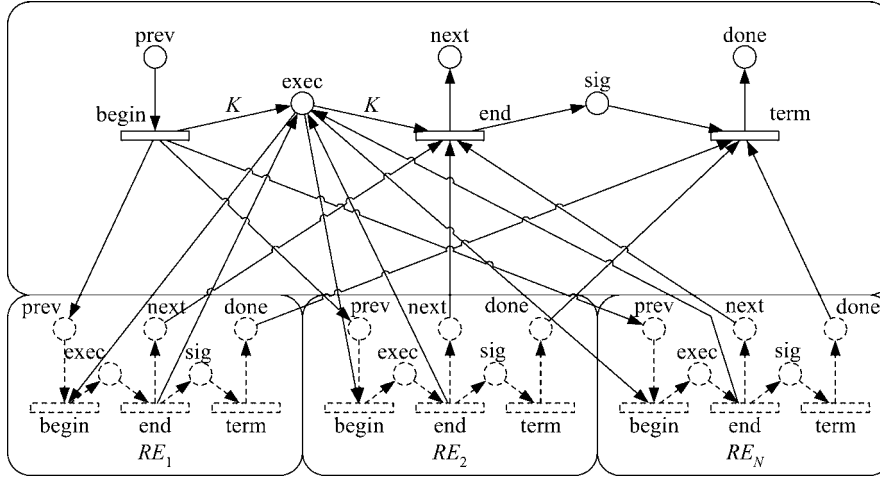 prev
next
done
exec
sig
begin
K
K
end
term
prev
next
done
prev
next
done
prev
next
done
exec
sig
exec
sig
exec
sig
begin
end
term
begin
end
term
begin
end
term
RE1
RE2
REN